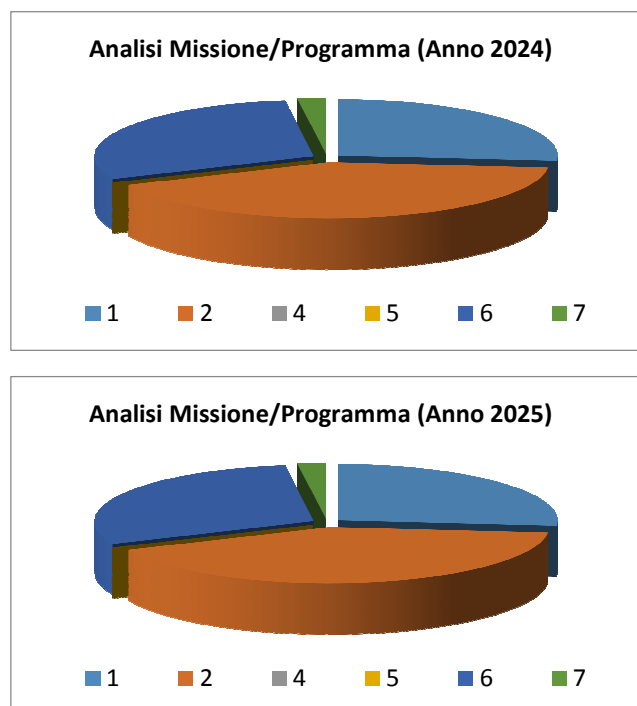 Analisi Missione/Programma (Anno 2024)
1 2 4 5 6 7
Analisi Missione/Programma (Anno 2025)
1 2 4 5 6 7